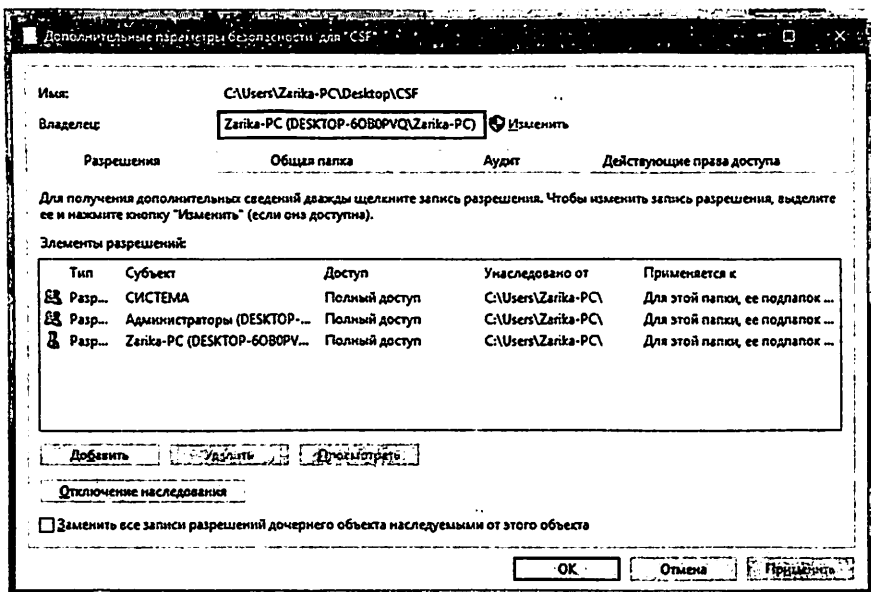 Дополнительные параметры безопасности для "CSF"
Имя: C:\Users\Zarika-PC\Desktop\CSF
Владелец: Zarika-PC (DESKTOP-6OB0PVQ\Zarika-PC) Изменить
Разрешения Общая папка Аудит Действующие права доступа
Для получения дополнительных сведений дважды щелкните запись разрешения. Чтобы изменить запись разрешения, выделите
ее и нажмите кнопку "Изменить" (если она доступна).
Элементы разрешений:
Тип Субъект Доступ Унаследовано от Применяется к
Разр... СИСТЕМА Полный доступ C:\Users\Zarika-PC\ Для этой папки, ее подпапок ...
Разр... Администраторы (DESKTOP-... Полный доступ C:\Users\Zarika-PC\ Для этой папки, ее подпапок ...
Разр... Zarika-PC (DESKTOP-6OB0PV... Полный доступ C:\Users\Zarika-PC\ Для этой папки, ее подпапок ...
Добавить Удалить Просмотреть
Отключение наследования
Заменить все записи разрешений дочернего объекта наследуемыми от этого объекта
OK Отмена Применить